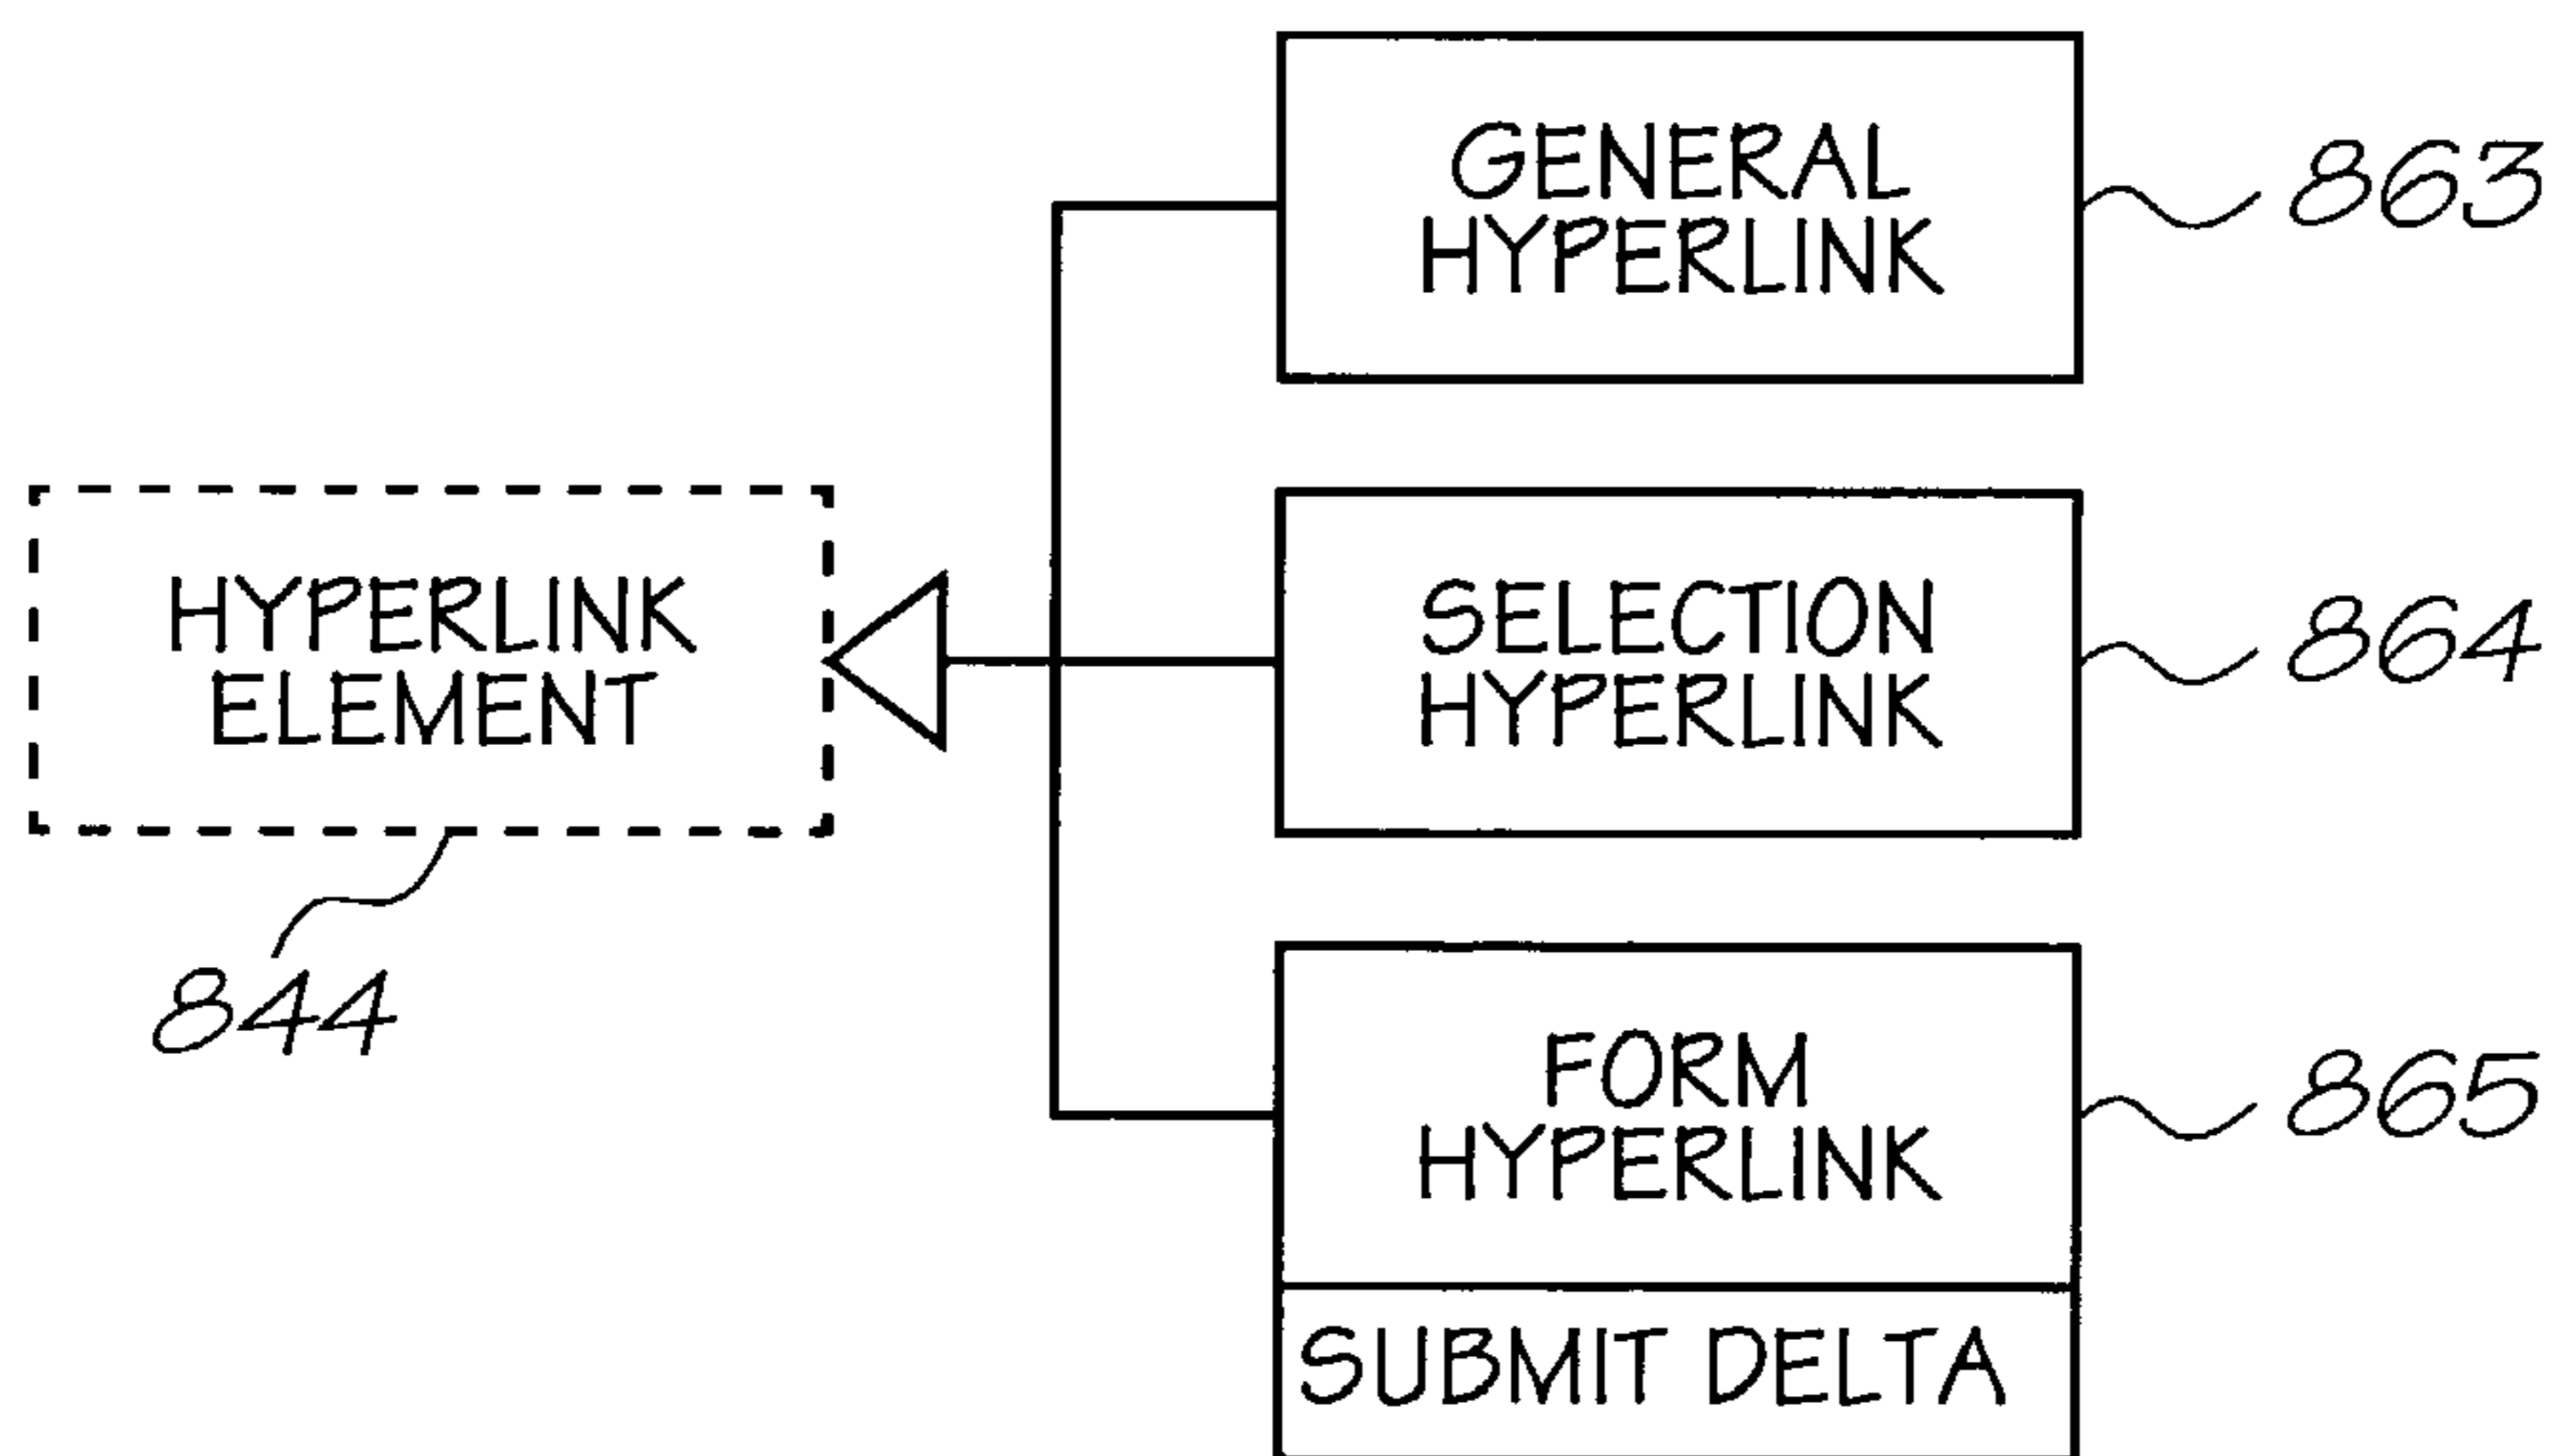 GENERAL
HYPERLINK
863
HYPERLINK
ELEMENT
844
SELECTION
HYPERLINK
864
FORM
HYPERLINK
865
SUBMIT DELTA